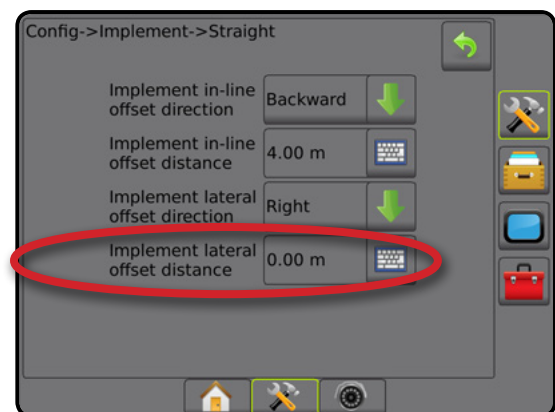 Config->Implement->Straight
Implement in-line
offset direction
Backward
Implement in-line
offset distance
4.00 m
Implement lateral
offset direction
Right
Implement lateral
offset distance
0.00 m